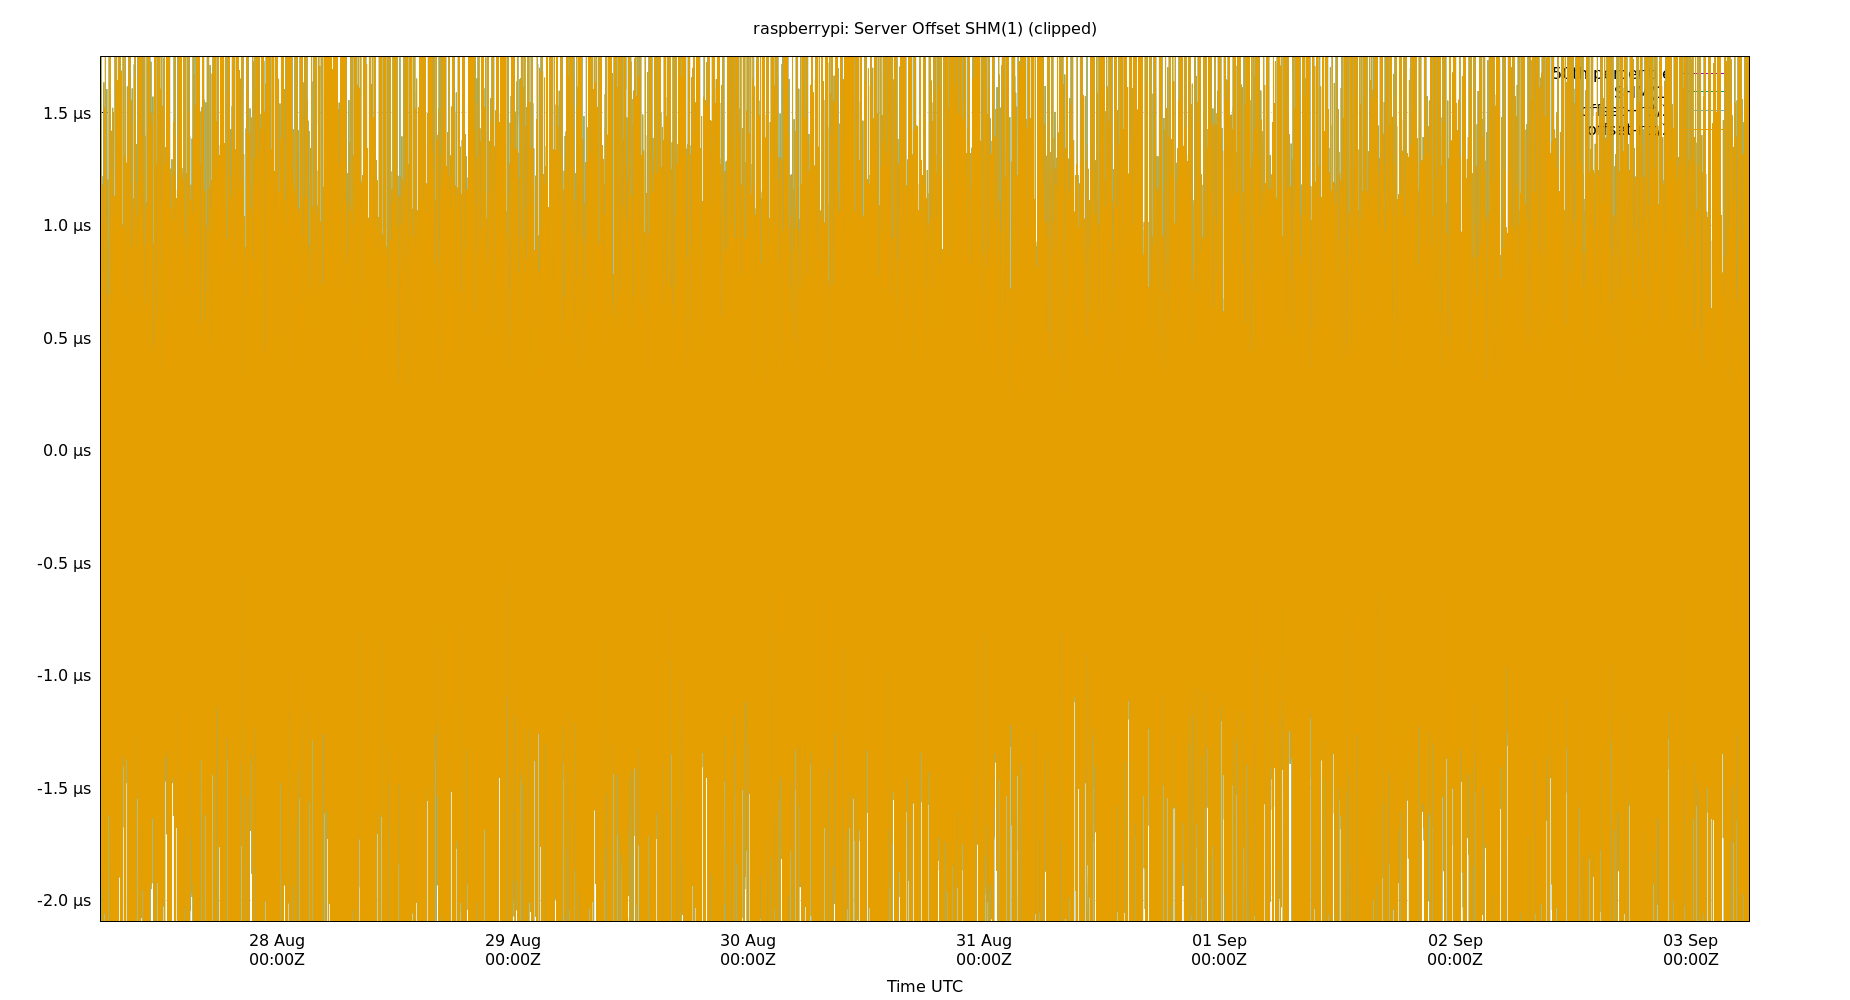 raspberrypi: Server Offset SHM(1) (clipped)
1.5 µs
1.0 µs
0.5 µs
0.0 µs
-0.5 µs
-1.0 µs
-1.5 µs
-2.0 µs
50th percentile
28 Aug 29 Aug 30 Aug 31 Aug 01 Sep 02 Sep 03 Sep
00:00Z 00:00Z 00:00Z 00:00Z 00:00Z 00:00Z 00:00Z
Time UTC